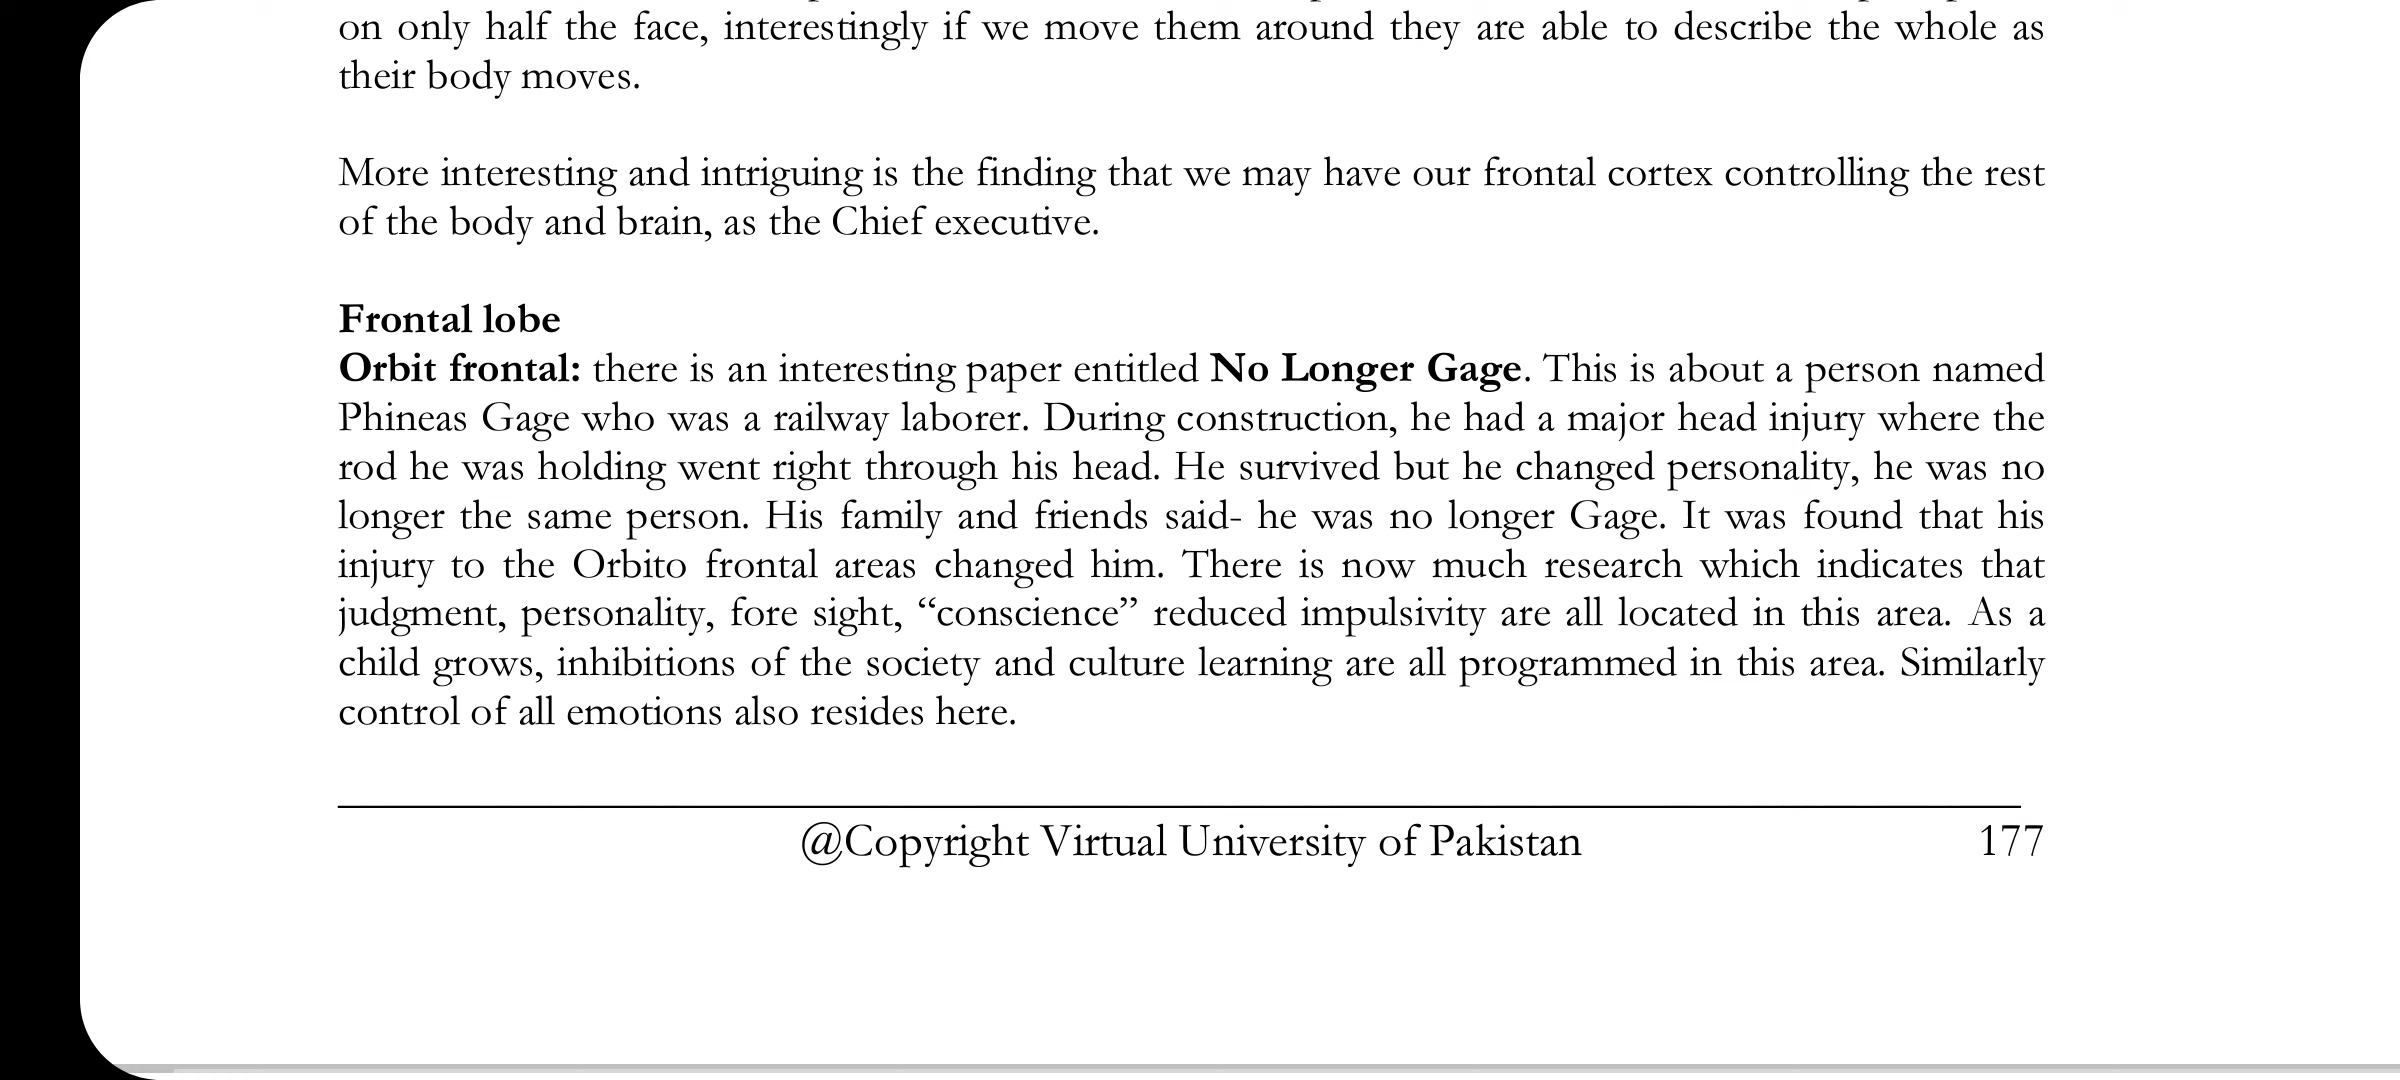 on only half the face, interestingly if we move them around they are able to describe the whole as
their body moves.
More interesting and intriguing is the finding that we may have our frontal cortex controlling the rest
of the body and brain, as the Chief executive.
Frontal lobe
Orbit frontal: there is an interesting paper entitled No Longer Gage. This is about a person named
Phineas Gage who was a railway laborer. During construction, he had a major head injury where the
rod he was holding went right through his head. He survived but he changed personality, he was no
longer the same person. His family and friends said- he was no longer Gage. It was found that his
injury to the Orbito frontal areas changed him. There is now much research which indicates that
judgment, personality, fore sight, “conscience” reduced impulsivity are all located in this area. As a
child grows, inhibitions of the society and culture learning are all programmed in this area. Similarly
control of all emotions also resides here.
@Copyright Virtual University of Pakistan 177